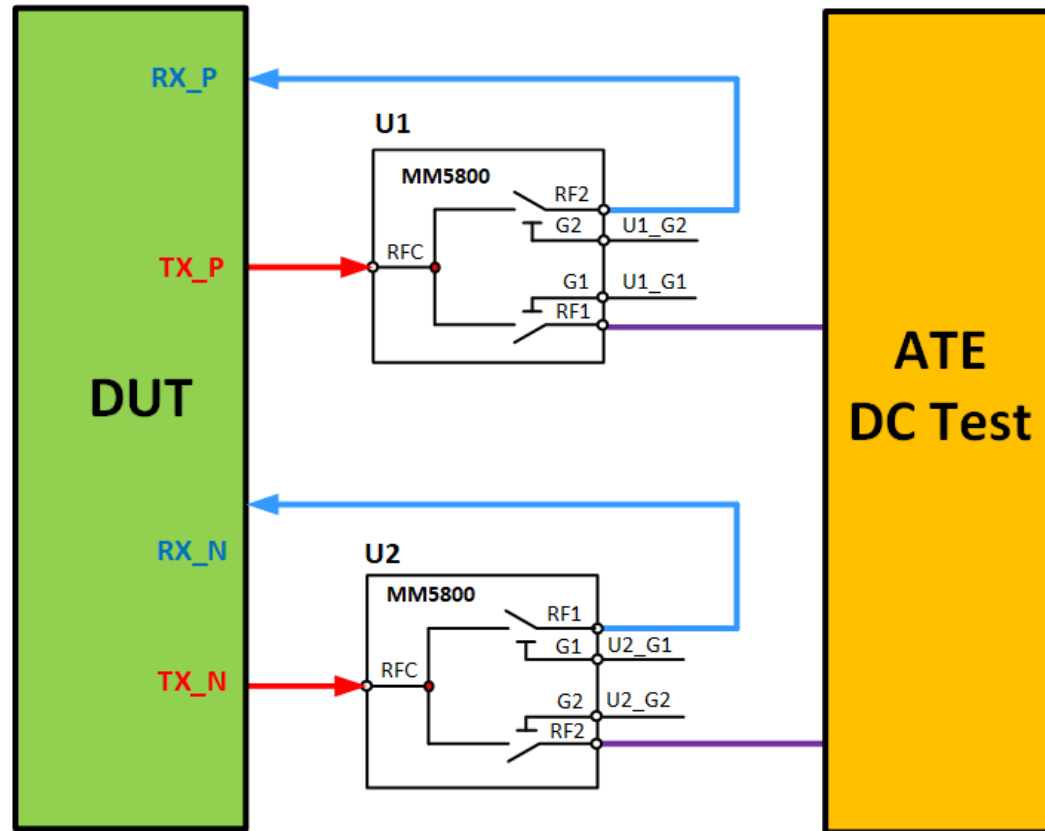 RX_P
U1
MM5800
RF2
G2
U1_G2
RFC
TX_P
G1
U1_G1
RF1
DUT
ATE
DC Test
RX_N
U2
MM5800
RF1
G1
U2_G1
RFC
TX_N
G2
U2_G2
RF2